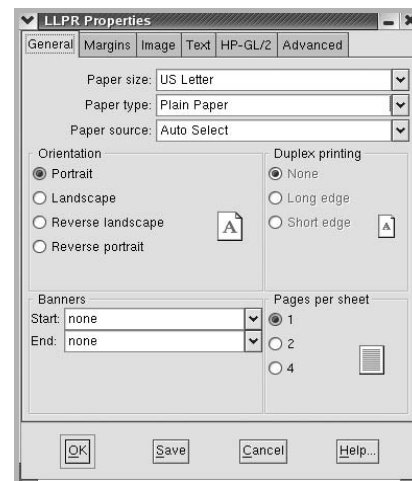 LLPR Properties
General Margins Image Text HP-GL/2 Advanced
Paper size: US Letter
Paper type: Plain Paper
Paper source: Auto Select
Orientation
Portrait
Landscape
Reverse landscape
Reverse portrait
A
Duplex printing
None
Long edge
Short edge
A
Banners
Start: none
End: none
Pages per sheet
1
2
4
OK Save Cancel Help...